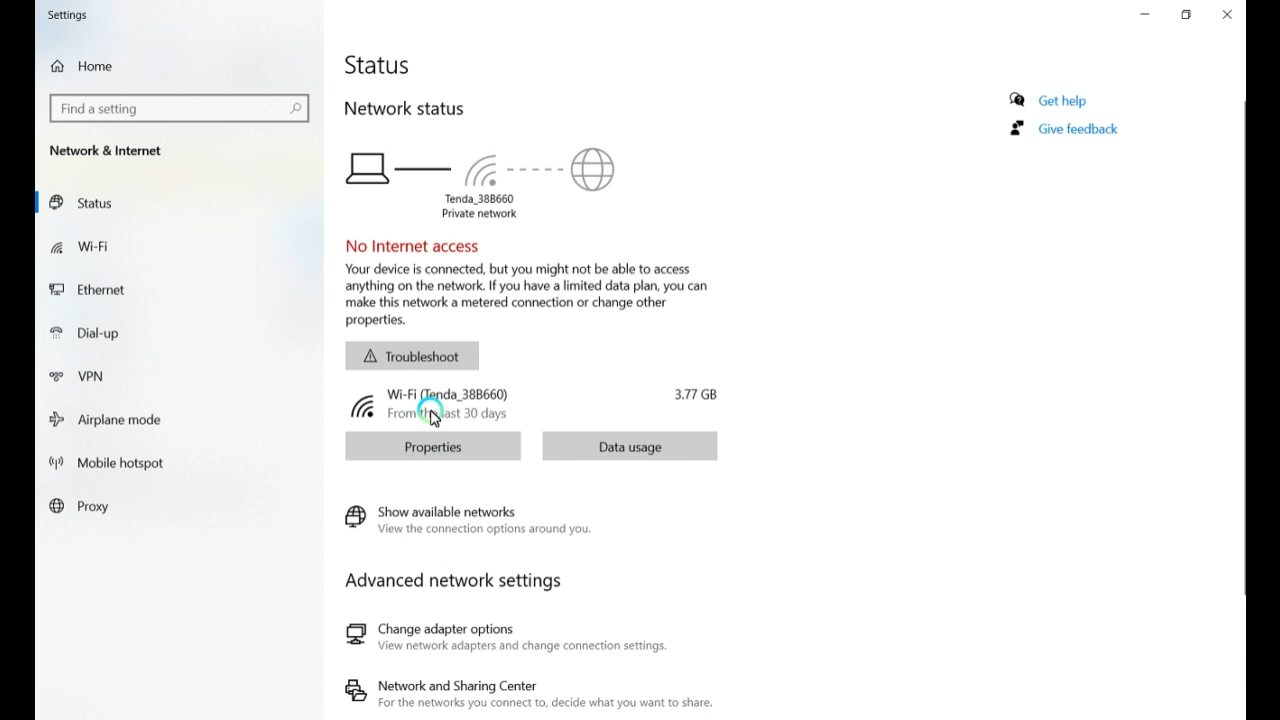 Settings
Home
Find a setting
Network & Internet
Status
Wi-Fi
Ethernet
Dial-up
VPN
Airplane mode
Mobile hotspot
Proxy
Status
Network status
Tenda_38B660
Private network
No Internet access
Your device is connected, but you might not be able to access
anything on the network. If you have a limited data plan, you can
make this network a metered connection or change other
properties.
Troubleshoot
Wi-Fi (Tenda_38B660)
3.77 GB
From the last 30 days
Properties
Data usage
Show available networks
View the connection options around you.
Advanced network settings
Change adapter options
View network adapters and change connection settings.
Network and Sharing Center
For the networks you connect to, decide what you want to share.
Get help
Give feedback